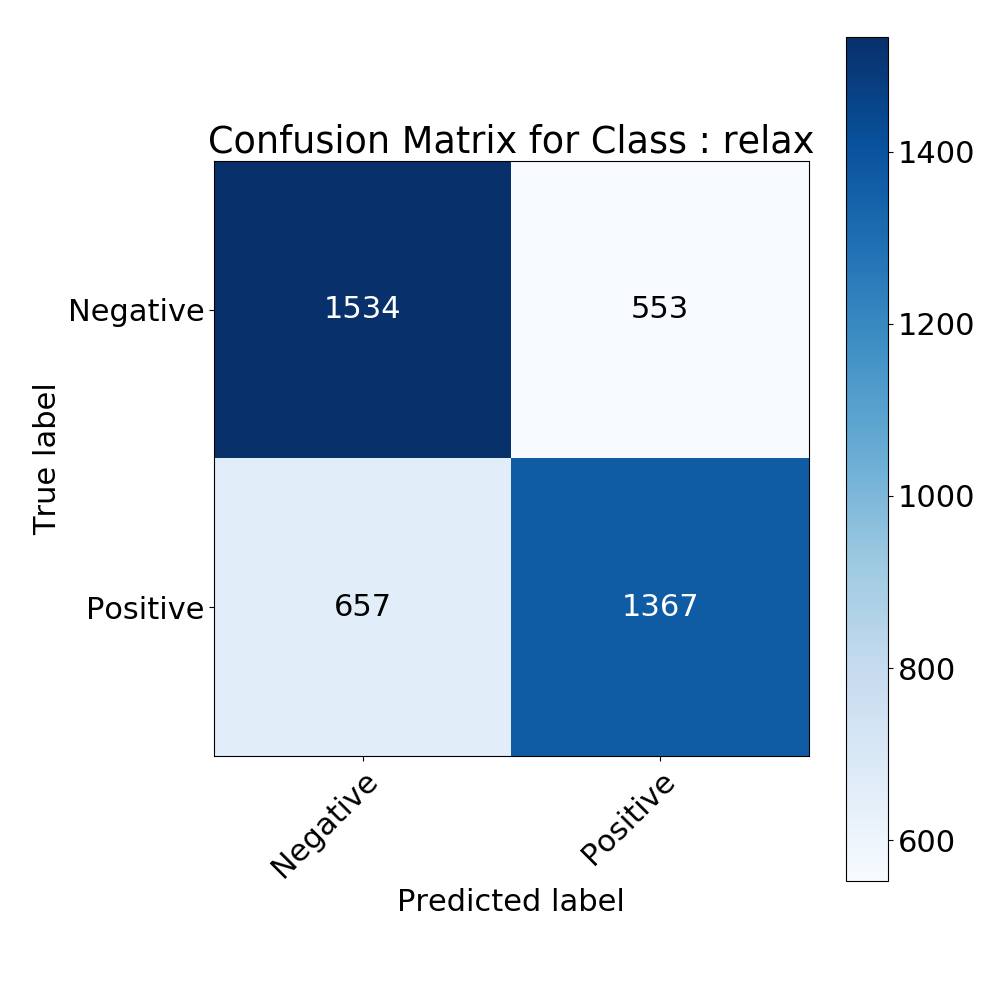 Confusion Matrix for Class : relax
1400
1200
1000
800
600
True label
Negative
1534
553
Positive
657
1367
Negative
Positive
Predicted label